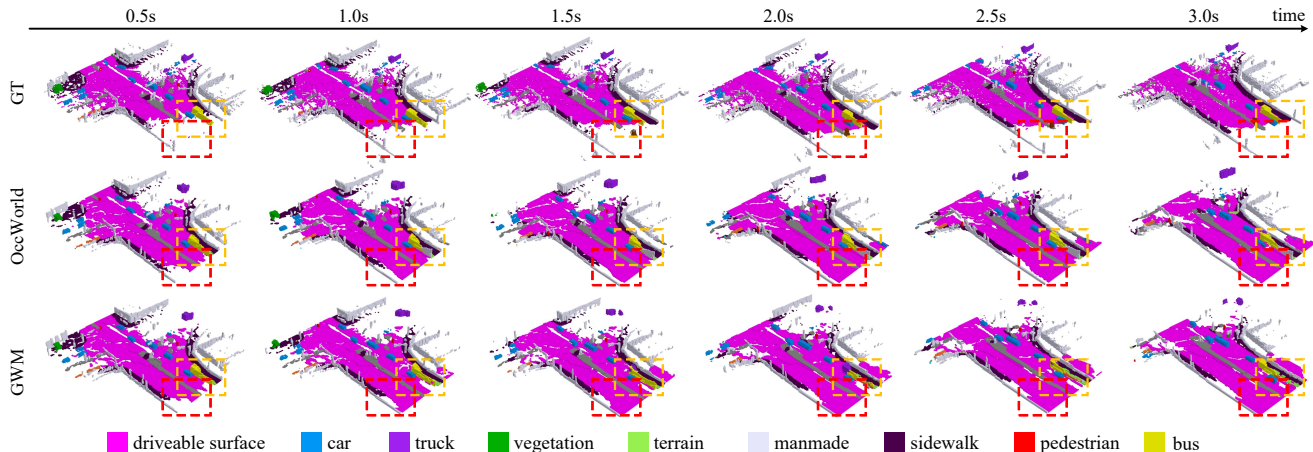 0.5s 1.0s 1.5s 2.0s 2.5s 3.0s time
GT
OccWorld
GWM
driveable surface car truck vegetation terrain manmade sidewalk pedestrian bus